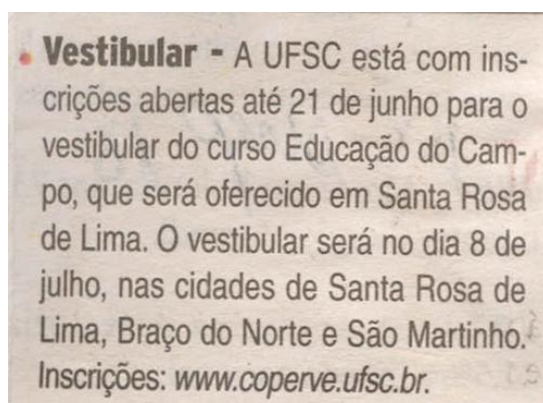 • Vestibular - A UFSC está com ins-
crições abertas até 21 de junho para o
vestibular do curso Educação do Cam-
po, que será oferecido em Santa Rosa
de Lima. O vestibular será no dia 8 de
julho, nas cidades de Santa Rosa de
Lima, Braço do Norte e São Martinho.
Inscrições: www.coperve.ufsc.br.